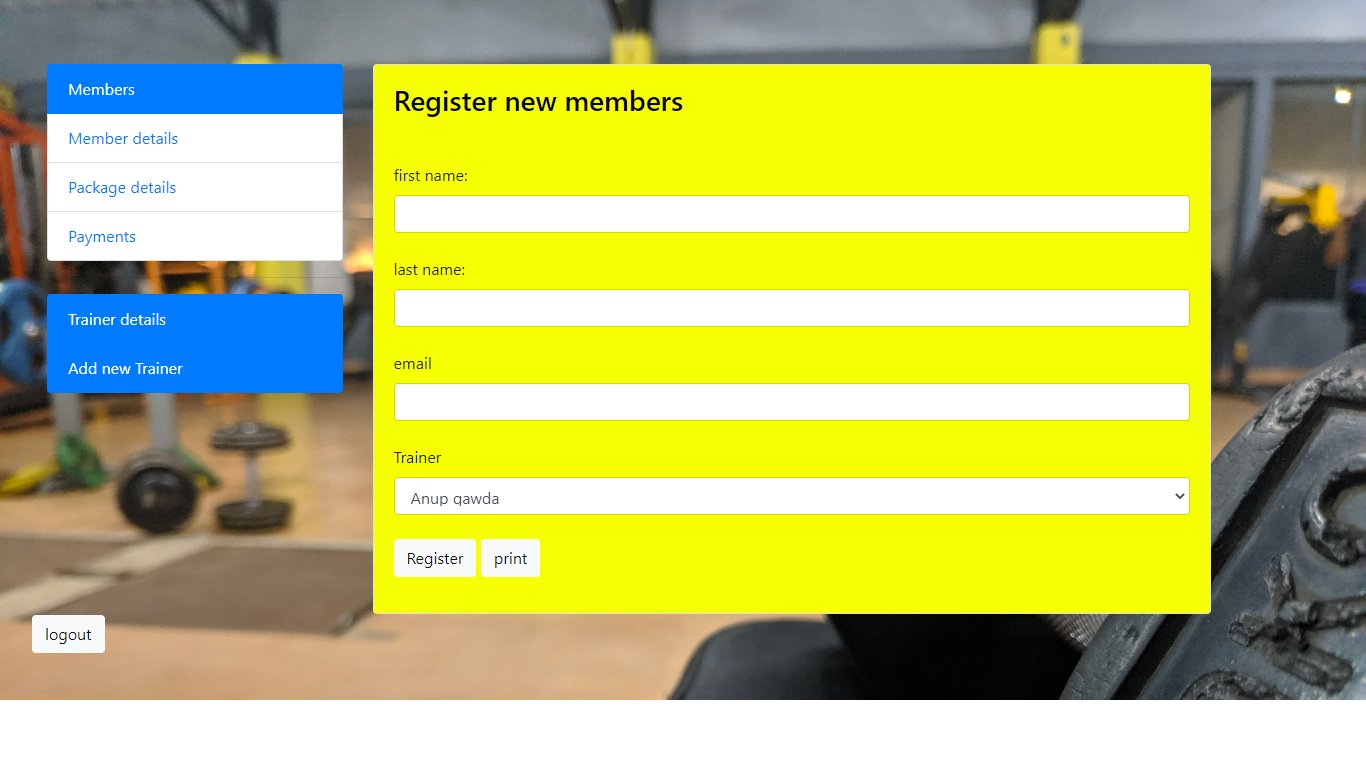 Members
Member details
Package details
Payments
Trainer details
Add new Trainer
logout
Register new members
first name:
last name:
email
Trainer
Anup qawda
Register print